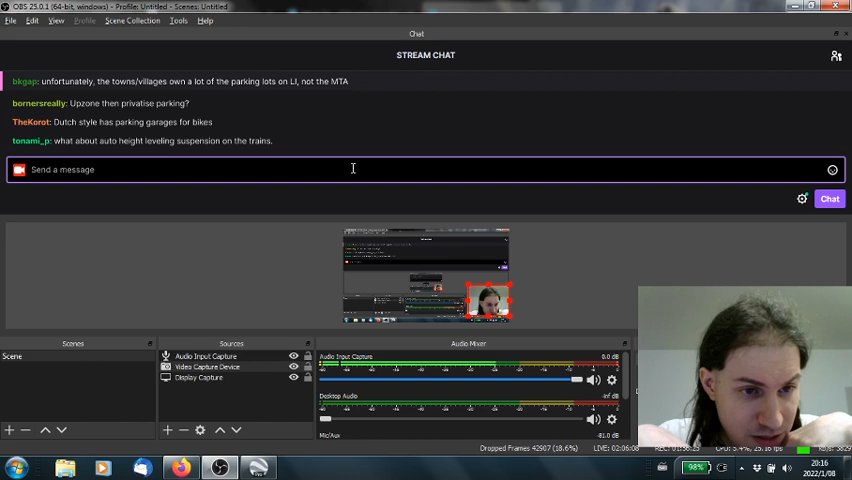 OBS 25.0.1 (64-bit, windows) - Profile: Untitled - Scenes: Untitled
File Edit View Profile Scene Collection Tools Help
Chat
STREAM CHAT
bkgap: unfortunately, the towns/villages own a lot of the parking lots on LI, not the MTA
bornersreally: Upzone then privatise parking?
TheKorot: Dutch style has parking garages for bikes
tonami_p: what about auto height leveling suspension on the trains.
Send a message
Chat
Scenes Sources Audio Mixer
Scene
Audio Input Capture
Video Capture Device
Display Capture
Audio Input Capture 0.0 dB
Desktop Audio -inf dB
Mic/Aux -81.0 dB
Dropped Frames 42907 (18.6%) LIVE: 02:06:08
98%
20:16
2022/1/08